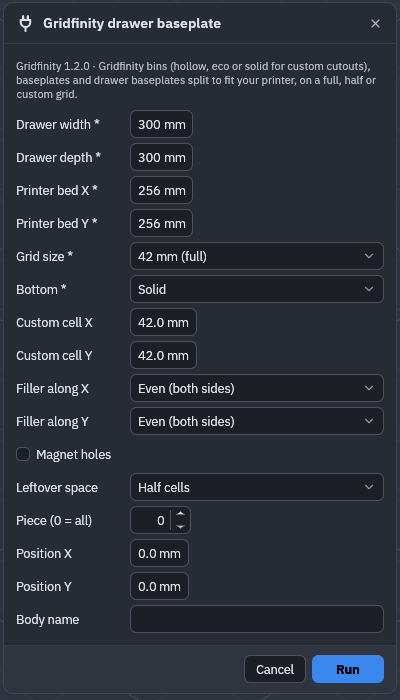 Gridfinity drawer baseplate
Gridfinity 1.2.0 · Gridfinity bins (hollow, eco or solid for custom cutouts),
baseplates and drawer baseplates split to fit your printer, on a full, half or
custom grid.
Drawer width * 300 mm
Drawer depth * 300 mm
Printer bed X * 256 mm
Printer bed Y * 256 mm
Grid size * 42 mm (full)
Bottom * Solid
Custom cell X 42.0 mm
Custom cell Y 42.0 mm
Filler along X Even (both sides)
Filler along Y Even (both sides)
Magnet holes
Leftover space Half cells
Piece (0 = all) 0
Position X 0.0 mm
Position Y 0.0 mm
Body name
Cancel Run